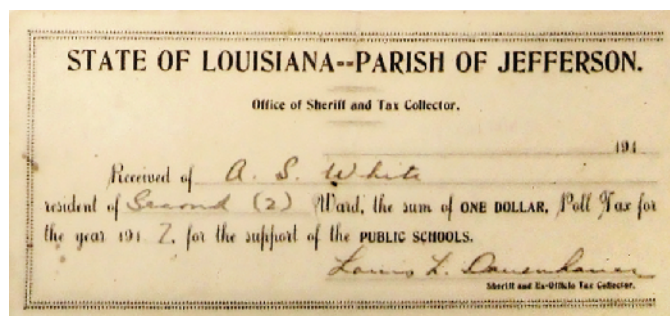 STATE OF LOUISIANA--PARISH OF JEFFERSON.
Office of Sheriff and Tax Collector.
191
Received of A. S. White
resident of Second (2) Ward, the sum of ONE DOLLAR, Poll Tax for
the year 1917, for the support of the PUBLIC SCHOOLS.
Louis L.
Sheriff and Ex-Officio Tax Collector.